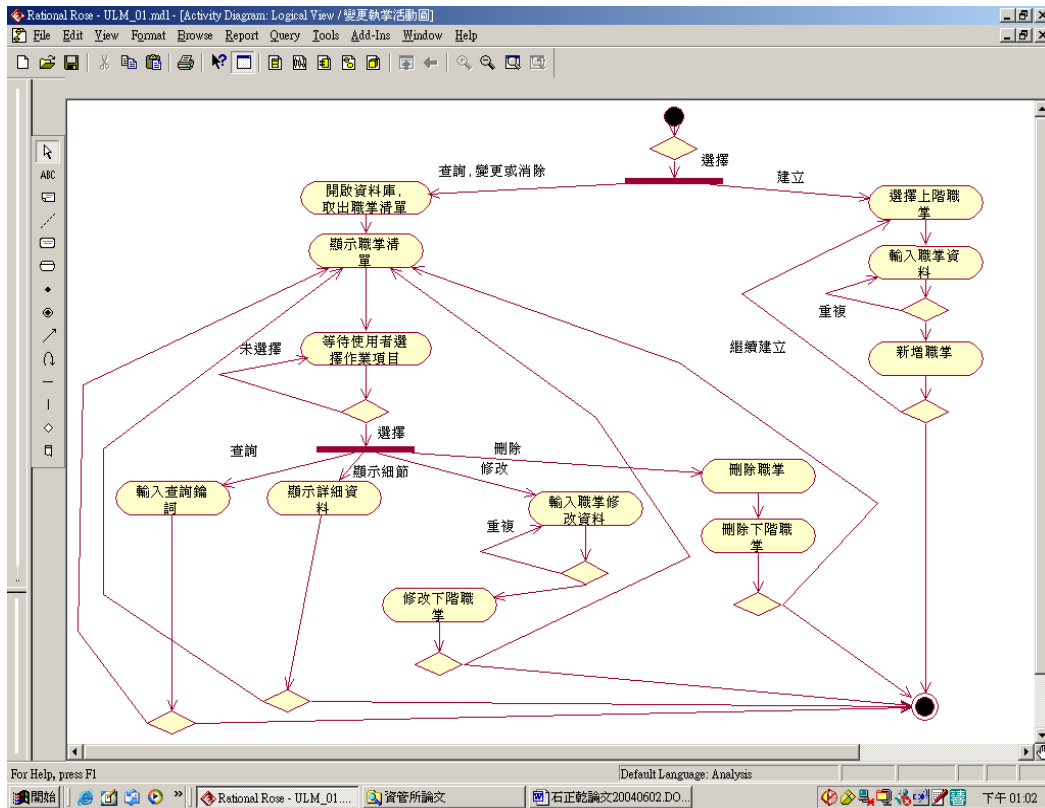 Rational Rose - ULM_01.mdl - [Activity Diagram: Logical View / 變更執掌活動圖]
File Edit View Format Browse Report Query Tools Add-Ins Window Help
ABC
選擇
查詢,變更或消除
建立
開啟資料庫,
取出職掌清單
選擇上階職
掌
顯示職掌清
單
輸入職掌資
料
重複
等待使用者選
擇作業項目
未選擇
繼續建立
新增職掌
選擇
查詢
顯示細節
修改
刪除
輸入查詢鑰
詞
顯示詳細資
料
輸入職掌修
改資料
刪除職掌
重複
刪除下階職
掌
修改下階職
掌
For Help, press F1
Default Language: Analysis
開始
»
Rational Rose - ULM_01....
資管所論文
石正乾論文20040602.DO...
下午 01:02